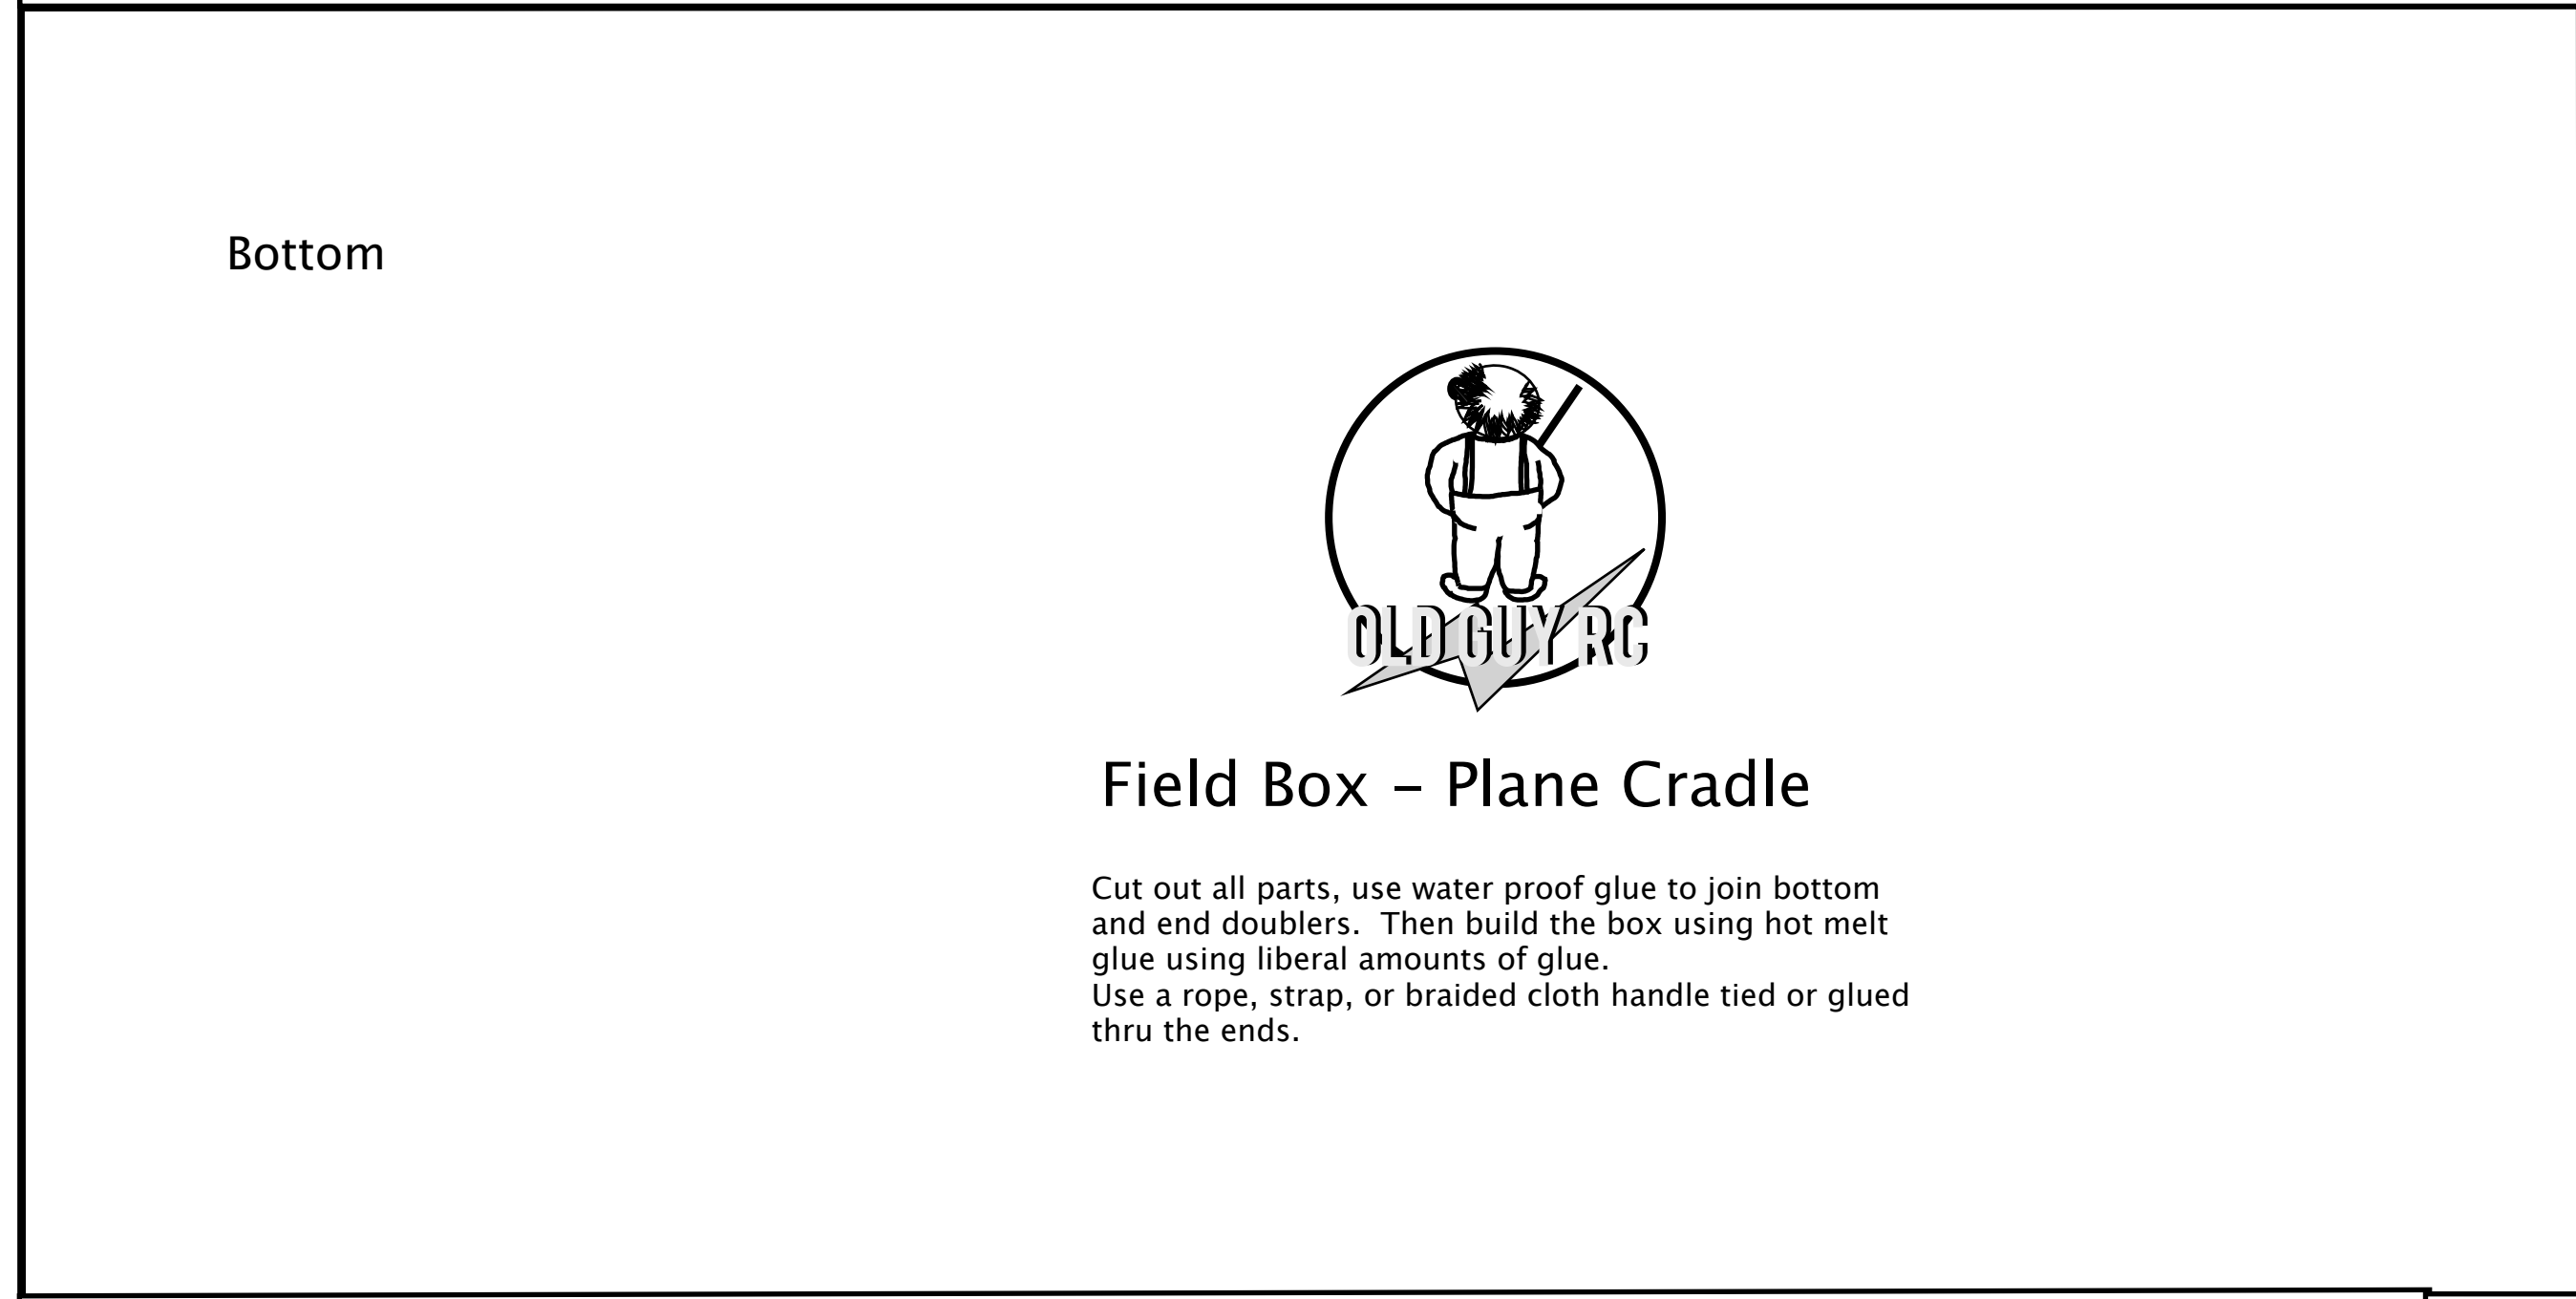 Bottom
OLD GUY RC
Field Box – Plane Cradle
Cut out all parts, use water proof glue to join bottom
and end doublers.  Then build the box using hot melt
glue using liberal amounts of glue.
Use a rope, strap, or braided cloth handle tied or glued
thru the ends.